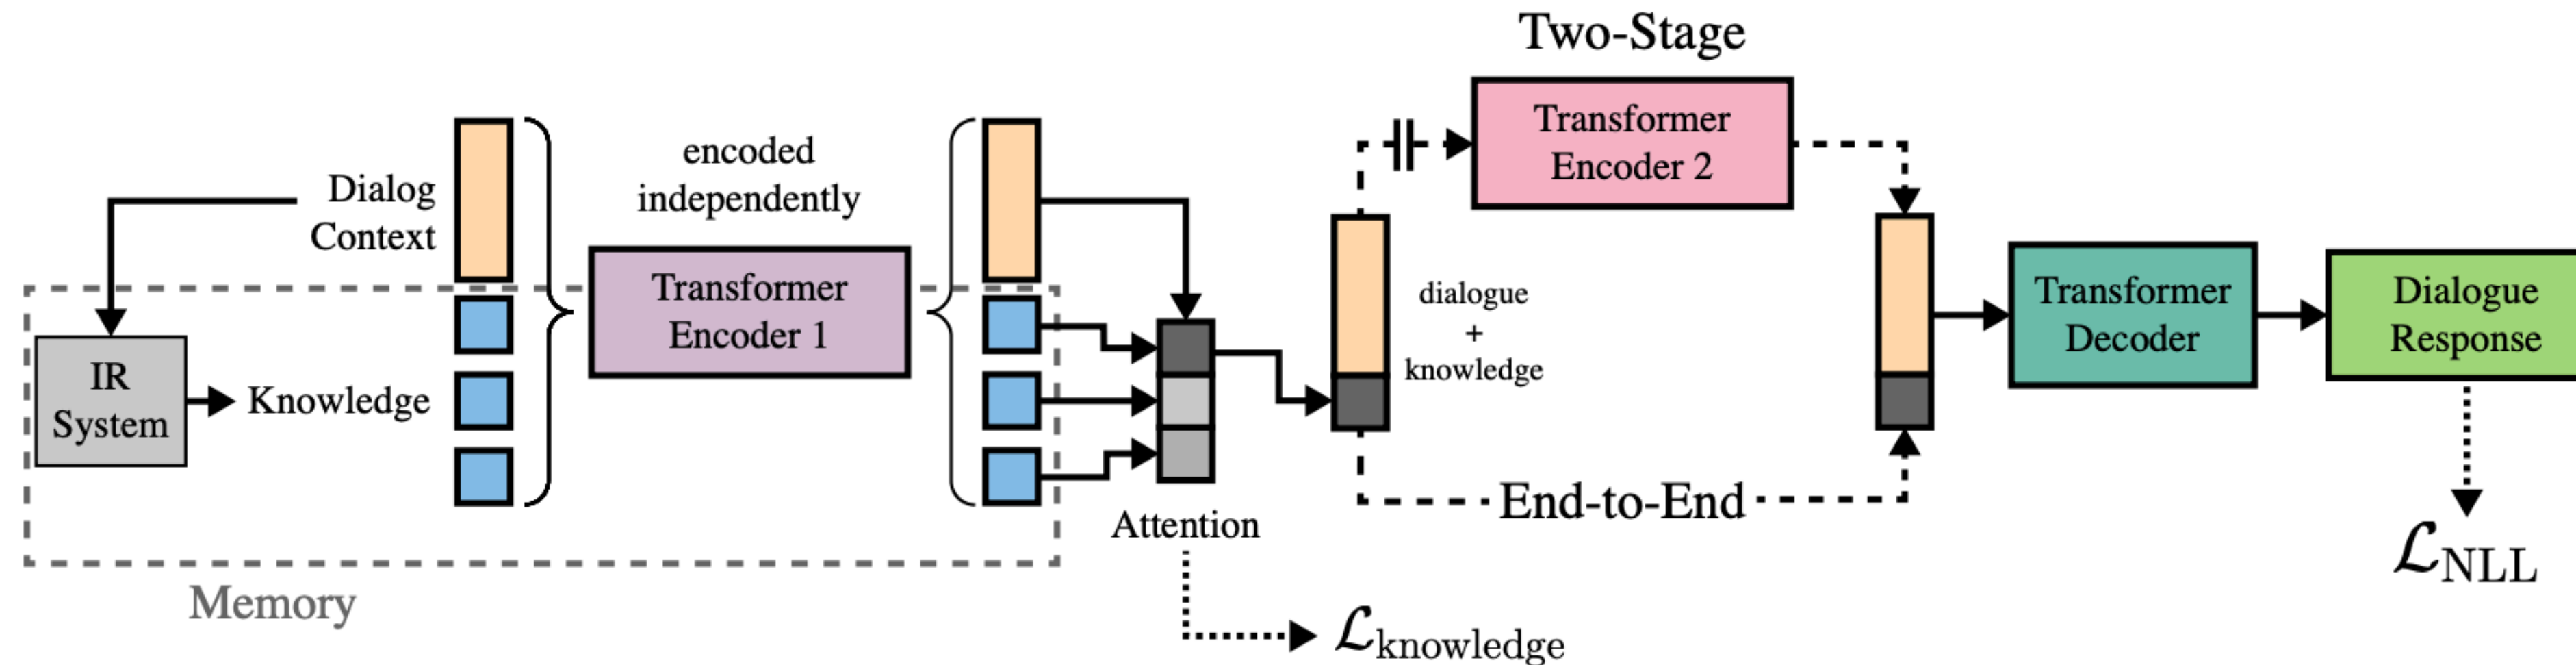 Two-Stage
Transformer
Encoder 2
encoded
independently
Dialog
Context
Transformer
Encoder 1
IR
System
Knowledge
Memory
Attention
ℒknowledge
dialogue
+
knowledge
End-to-End
Transformer
Decoder
Dialogue
Response
ℒNLL